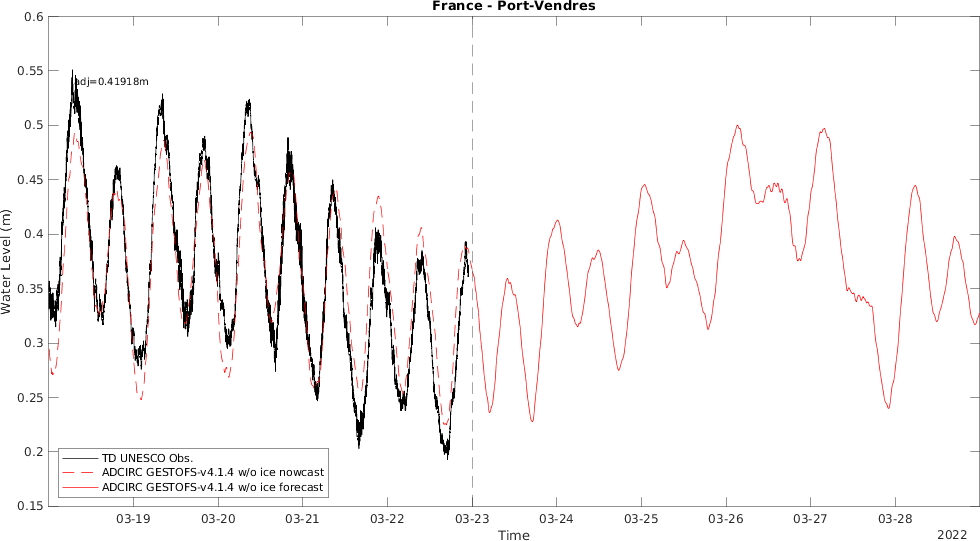 France - Port-Vendres
0.6
0.55
0.5
0.45
0.4
0.35
0.3
0.25
0.2
0.15
Water Level (m)
adj=0.41918m
TD UNESCO Obs.
ADCIRC GESTOFS-v4.1.4 w/o ice nowcast
ADCIRC GESTOFS-v4.1.4 w/o ice forecast
03-19 03-20 03-21 03-22 03-23 03-24 03-25 03-26 03-27 03-28
Time
2022